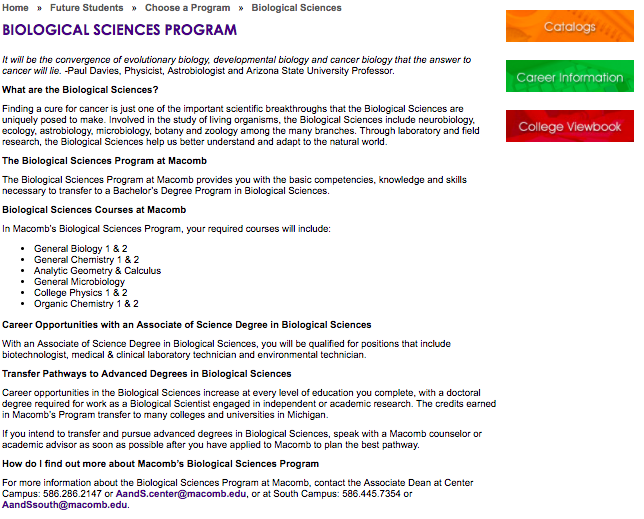 Home » Future Students » Choose a Program » Biological Sciences
BIOLOGICAL SCIENCES PROGRAM
It will be the convergence of evolutionary biology, developmental biology and cancer biology that the answer to
cancer will lie. -Paul Davies, Physicist, Astrobiologist and Arizona State University Professor.
What are the Biological Sciences?
Finding a cure for cancer is just one of the important scientific breakthroughs that the Biological Sciences are
uniquely posed to make. Involved in the study of living organisms, the Biological Sciences include neurobiology,
ecology, astrobiology, microbiology, botany and zoology among the many branches. Through laboratory and field
research, the Biological Sciences help us better understand and adapt to the natural world.
The Biological Sciences Program at Macomb
The Biological Sciences Program at Macomb provides you with the basic competencies, knowledge and skills
necessary to transfer to a Bachelor's Degree Program in Biological Sciences.
Biological Sciences Courses at Macomb
In Macomb's Biological Sciences Program, your required courses will include:
• General Biology 1 & 2
• General Chemistry 1 & 2
• Analytic Geometry & Calculus
• General Microbiology
• College Physics 1 & 2
• Organic Chemistry 1 & 2
Career Opportunities with an Associate of Science Degree in Biological Sciences
With an Associate of Science Degree in Biological Sciences, you will be qualified for positions that include
biotechnologist, medical & clinical laboratory technician and environmental technician.
Transfer Pathways to Advanced Degrees in Biological Sciences
Career opportunities in the Biological Sciences increase at every level of education you complete, with a doctoral
degree required for work as a Biological Scientist engaged in independent or academic research. The credits earned
in Macomb's Program transfer to many colleges and universities in Michigan.
If you intend to transfer and pursue advanced degrees in Biological Sciences, speak with a Macomb counselor or
academic advisor as soon as possible after you have applied to Macomb to plan the best pathway.
How do I find out more about Macomb's Biological Sciences Program
For more information about the Biological Sciences Program at Macomb, contact the Associate Dean at Center
Campus: 586.286.2147 or AandS.center@macomb.edu, or at South Campus: 586.445.7354 or
AandSsouth@macomb.edu.
Catalogs
Career Information
College Viewbook